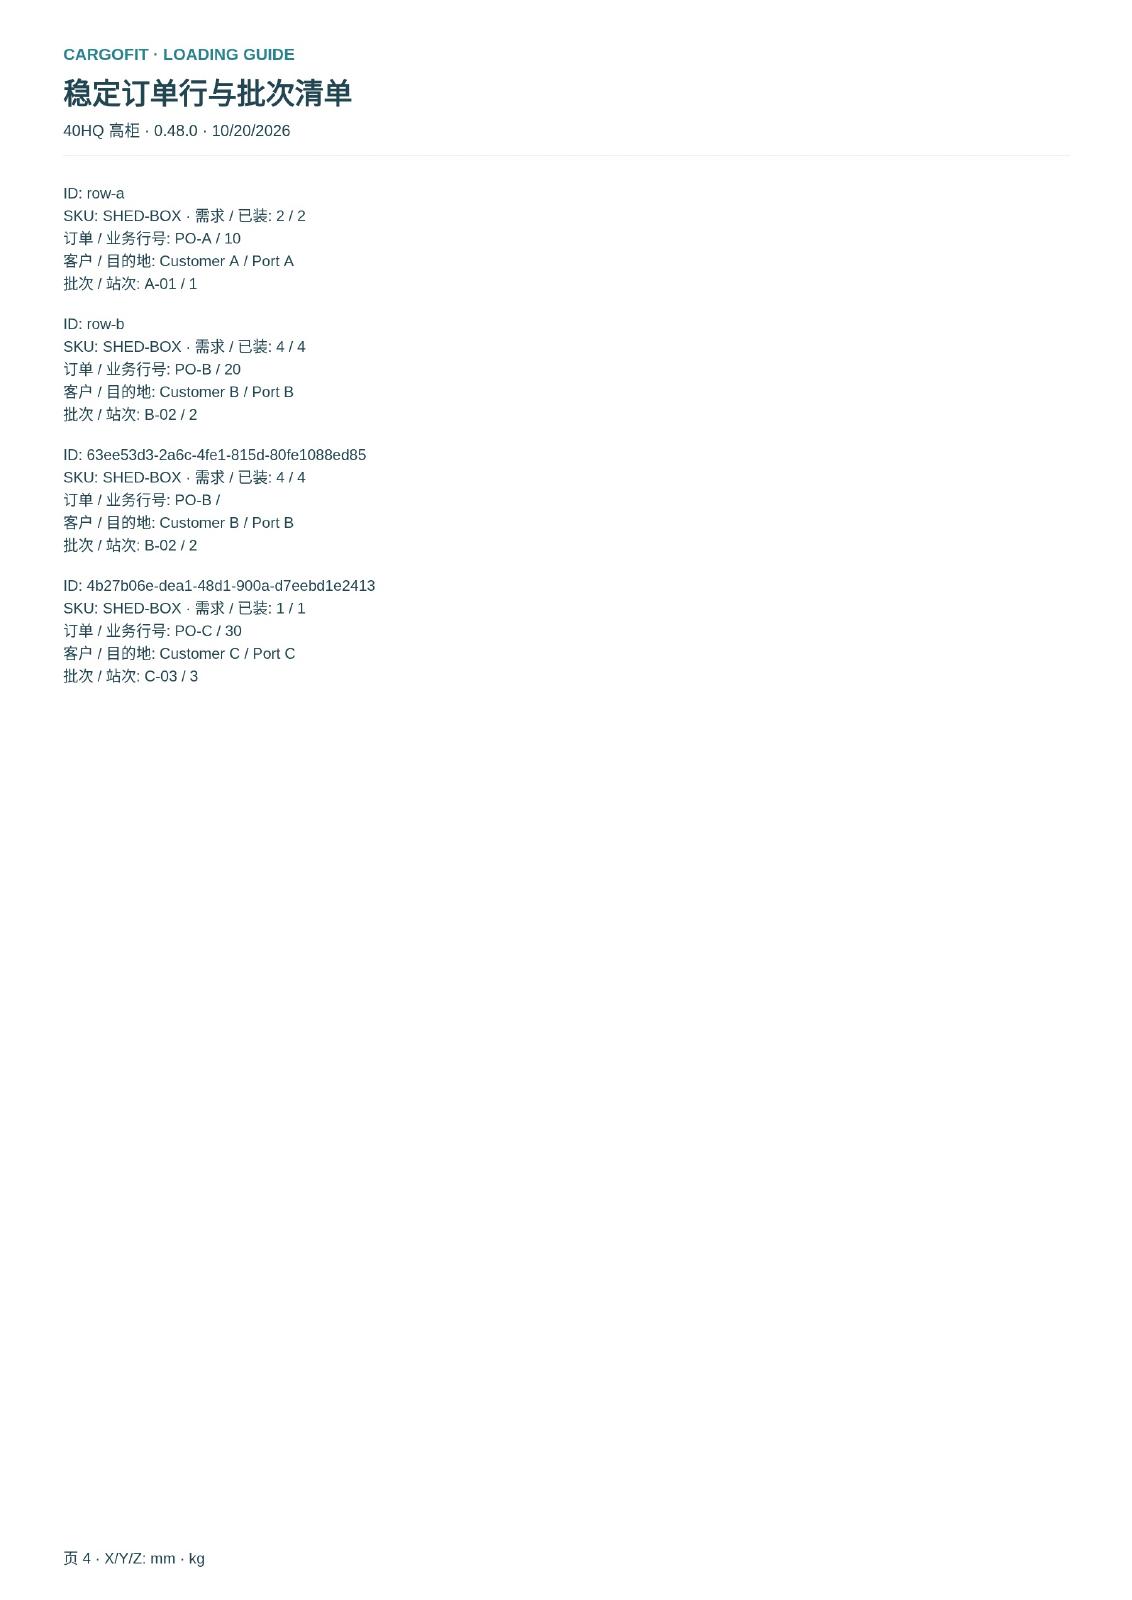 CARGOFIT · LOADING GUIDE
稳定订单行与批次清单
40HQ 高柜 · 0.48.0 · 10/20/2026
ID: row-a
SKU: SHED-BOX · 需求 / 已装: 2 / 2
订单 / 业务行号: PO-A / 10
客户 / 目的地: Customer A / Port A
批次 / 站次: A-01 / 1
ID: row-b
SKU: SHED-BOX · 需求 / 已装: 4 / 4
订单 / 业务行号: PO-B / 20
客户 / 目的地: Customer B / Port B
批次 / 站次: B-02 / 2
ID: 63ee53d3-2a6c-4fe1-815d-80fe1088ed85
SKU: SHED-BOX · 需求 / 已装: 4 / 4
订单 / 业务行号: PO-B /
客户 / 目的地: Customer B / Port B
批次 / 站次: B-02 / 2
ID: 4b27b06e-dea1-48d1-900a-d7eebd1e2413
SKU: SHED-BOX · 需求 / 已装: 1 / 1
订单 / 业务行号: PO-C / 30
客户 / 目的地: Customer C / Port C
批次 / 站次: C-03 / 3
页 4 · X/Y/Z: mm · kg